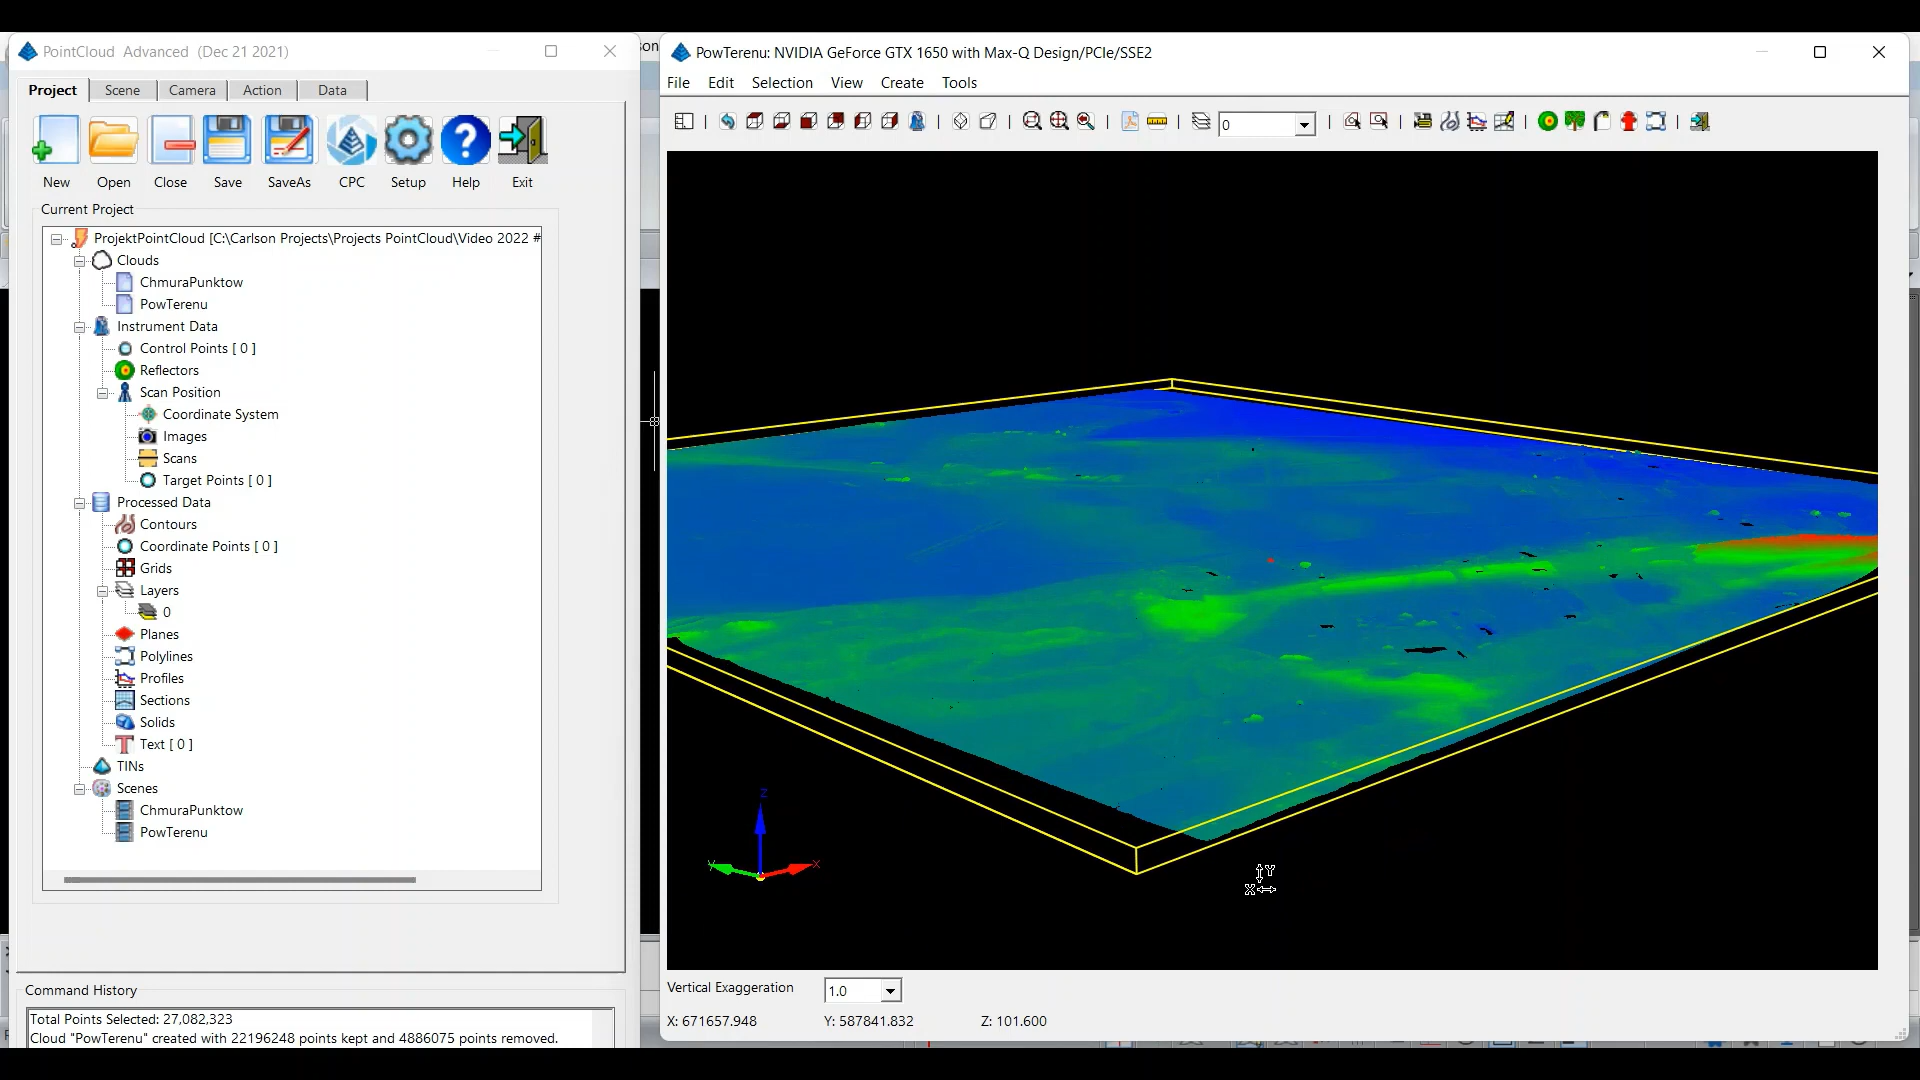 PointCloud Advanced (Dec 21 2021)
Project
Scene
Camera
Action
Data
New
Open
Close
Save
SaveAs
CPC
Setup
Help
Exit
Current Project
ProjektPointCloud [C:\Carlson Projects\Projects PointCloud\Video 2022 #
Clouds
ChmuraPunktow
PowTerenu
Instrument Data
Control Points [ 0 ]
Reflectors
Scan Position
Coordinate System
Images
Scans
Target Points [ 0 ]
Processed Data
Contours
Coordinate Points [ 0 ]
Grids
Layers
0
Planes
Polylines
Profiles
Sections
Solids
Text [ 0 ]
TINs
Scenes
ChmuraPunktow
PowTerenu
Command History
Total Points Selected: 27,082,323
Cloud "PowTerenu" created with 22196248 points kept and 4886075 points removed.
son
PowTerenu: NVIDIA GeForce GTX 1650 with Max-Q Design/PCIe/SSE2
File Edit Selection View Create Tools
0
Z
Y
X
Y
X
Vertical Exaggeration 1.0
X: 671657.948 Y: 587841.832 Z: 101.600